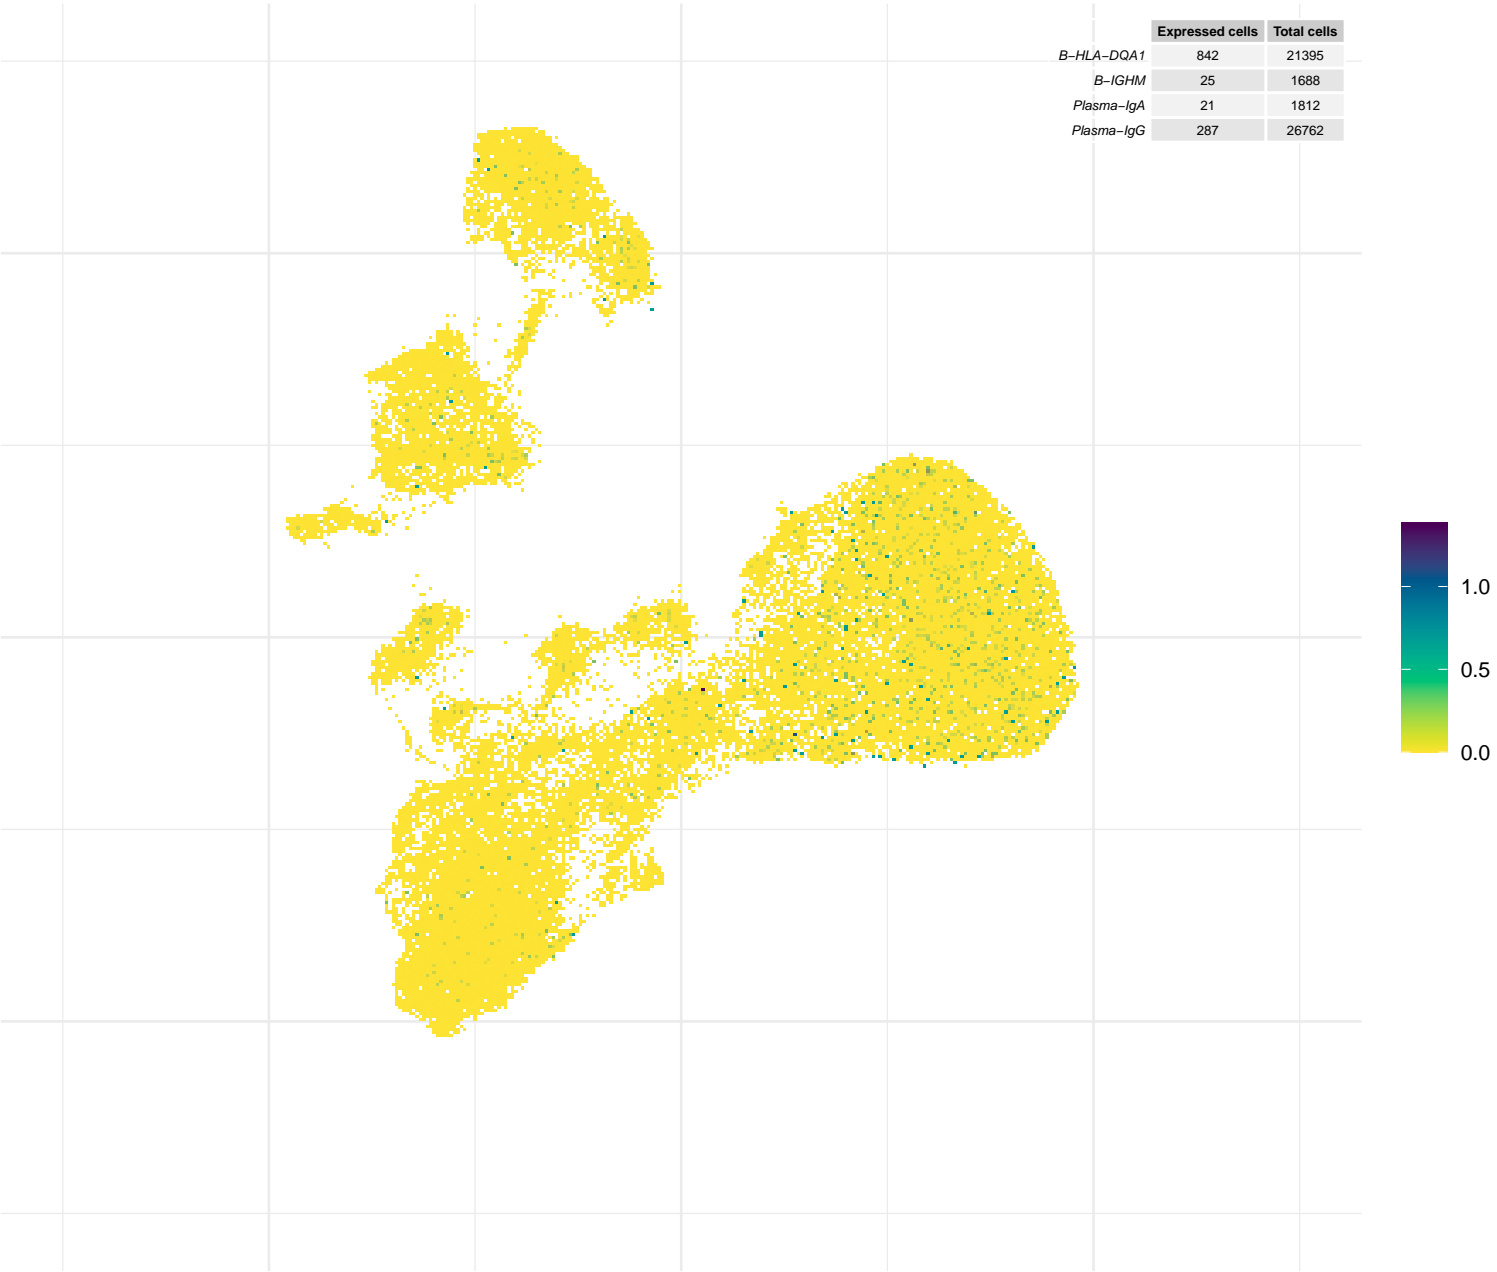 Expressed cells Total cells
B−HLA−DQA1 842 21395
B−IGHM 25 1688
Plasma−IgA 21 1812
Plasma−IgG 287 26762
1.0
0.5
0.0